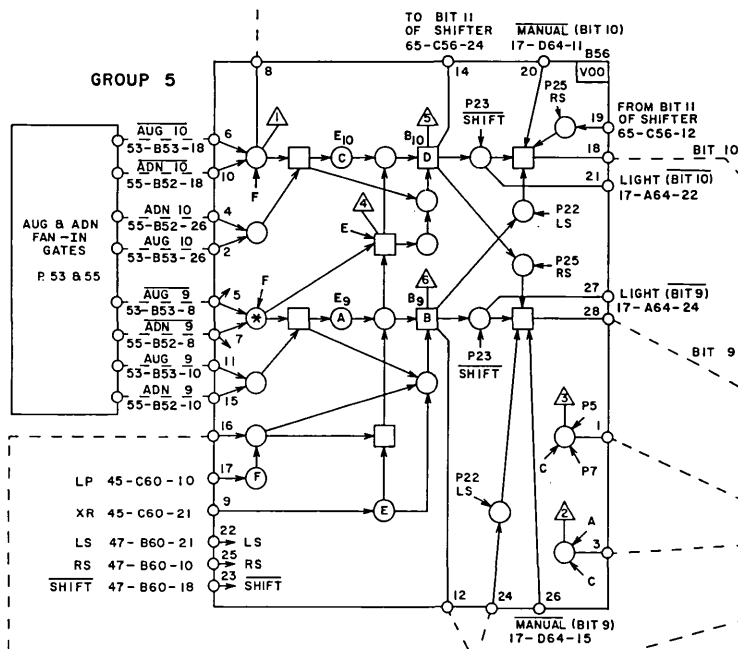 TO BIT 11
OF SHIFTER
65-C56-24
MANUAL (BIT 10)
17-D64-11
B56
VOO
GROUP 5
8
14
20
1
5
P25
RS
P23
SHIFT
19
FROM BIT 11
OF SHIFTER
65-C56-12
AUG 10
53-B53-18
6
E10
C
B10
D
18
BIT 10
ADN 10
55-B52-18
10
F
21
LIGHT (BIT 10)
17-A64-22
AUG & ADN
FAN-IN
GATES
P. 53 & 55
ADN 10
55-B52-26
4
4
E
P22
LS
AUG 10
53-B53-26
2
P25
RS
AUG 9
53-B53-8
5
F
6
27
LIGHT (BIT 9)
17-A64-24
ADN 9
55-B52-8
7
*
E9
A
B9
B
28
BIT 9
AUG 9
53-B53-10
11
P23
SHIFT
ADN 9
55-B52-10
15
3
P5
16
1
C
P7
LP 45-C60-10
17
F
P22
LS
XR 45-C60-21
9
E
2
A
LS 47-B60-21
22
LS
3
RS 47-B60-10
25
RS
C
SHIFT 47-B60-18
23
SHIFT
12
24
26
MANUAL (BIT 9)
17-D64-15